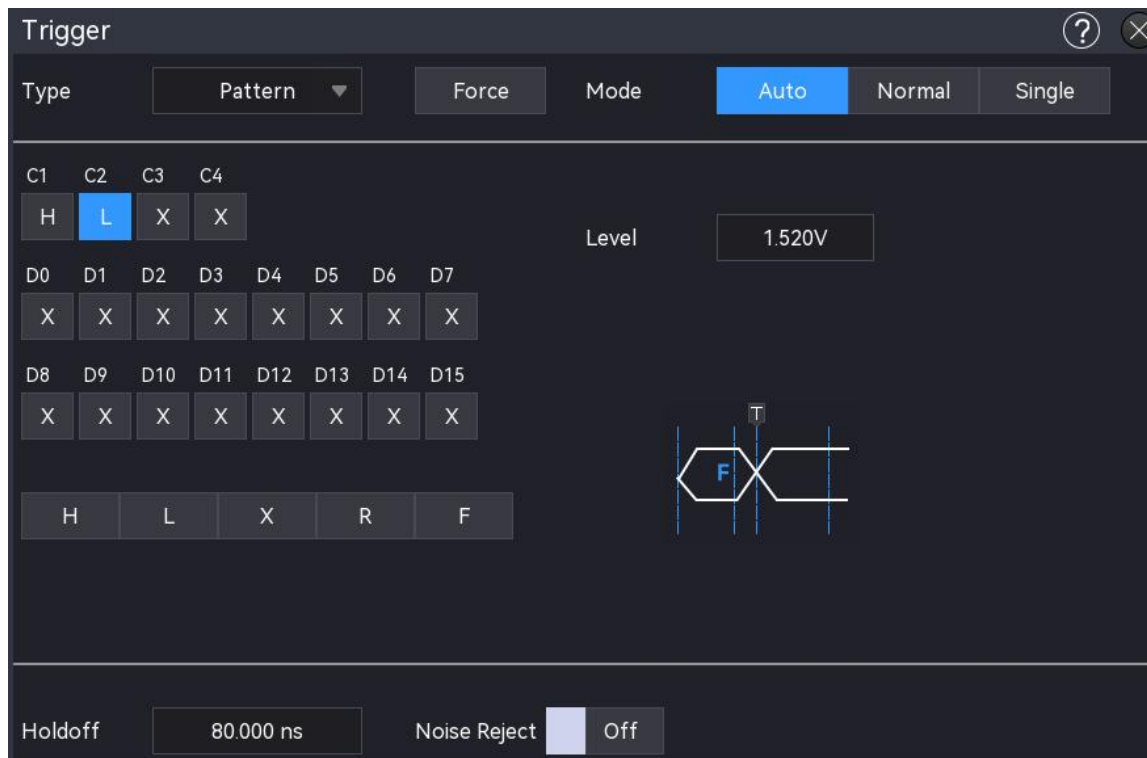 Trigger ?
Type Pattern Force Mode Auto Normal Single
C1 C2 C3 C4
H L X X
Level 1.520V
D0 D1 D2 D3 D4 D5 D6 D7
X X X X X X X X
D8 D9 D10 D11 D12 D13 D14 D15
X X X X X X X X
T
F
H L X R F
Holdoff 80.000 ns Noise Reject Off